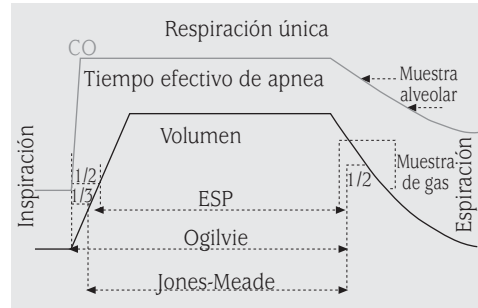 Respiración única
CO
Tiempo efectivo de apnea
Muestra
alveolar
Volumen
Inspiración
1/2
1/3
1/2
Muestra
de gas
Espiración
ESP
Ogilvie
Jones-Meade